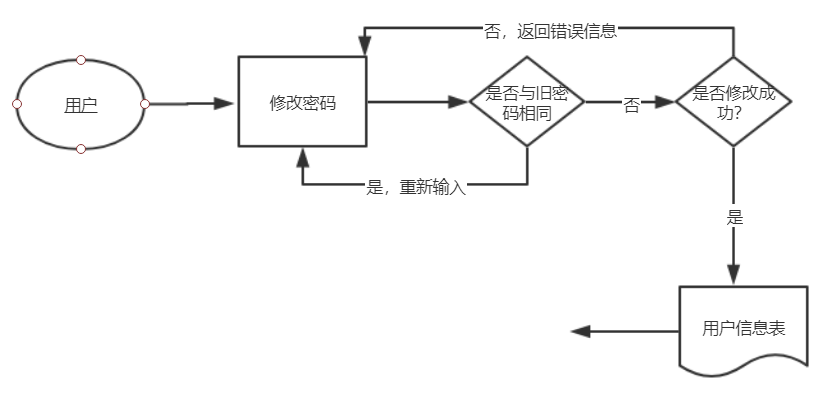 否，返回错误信息
用户
修改密码
是否与旧密
码相同
否
是否修改成
功？
是，重新输入
是
用户信息表